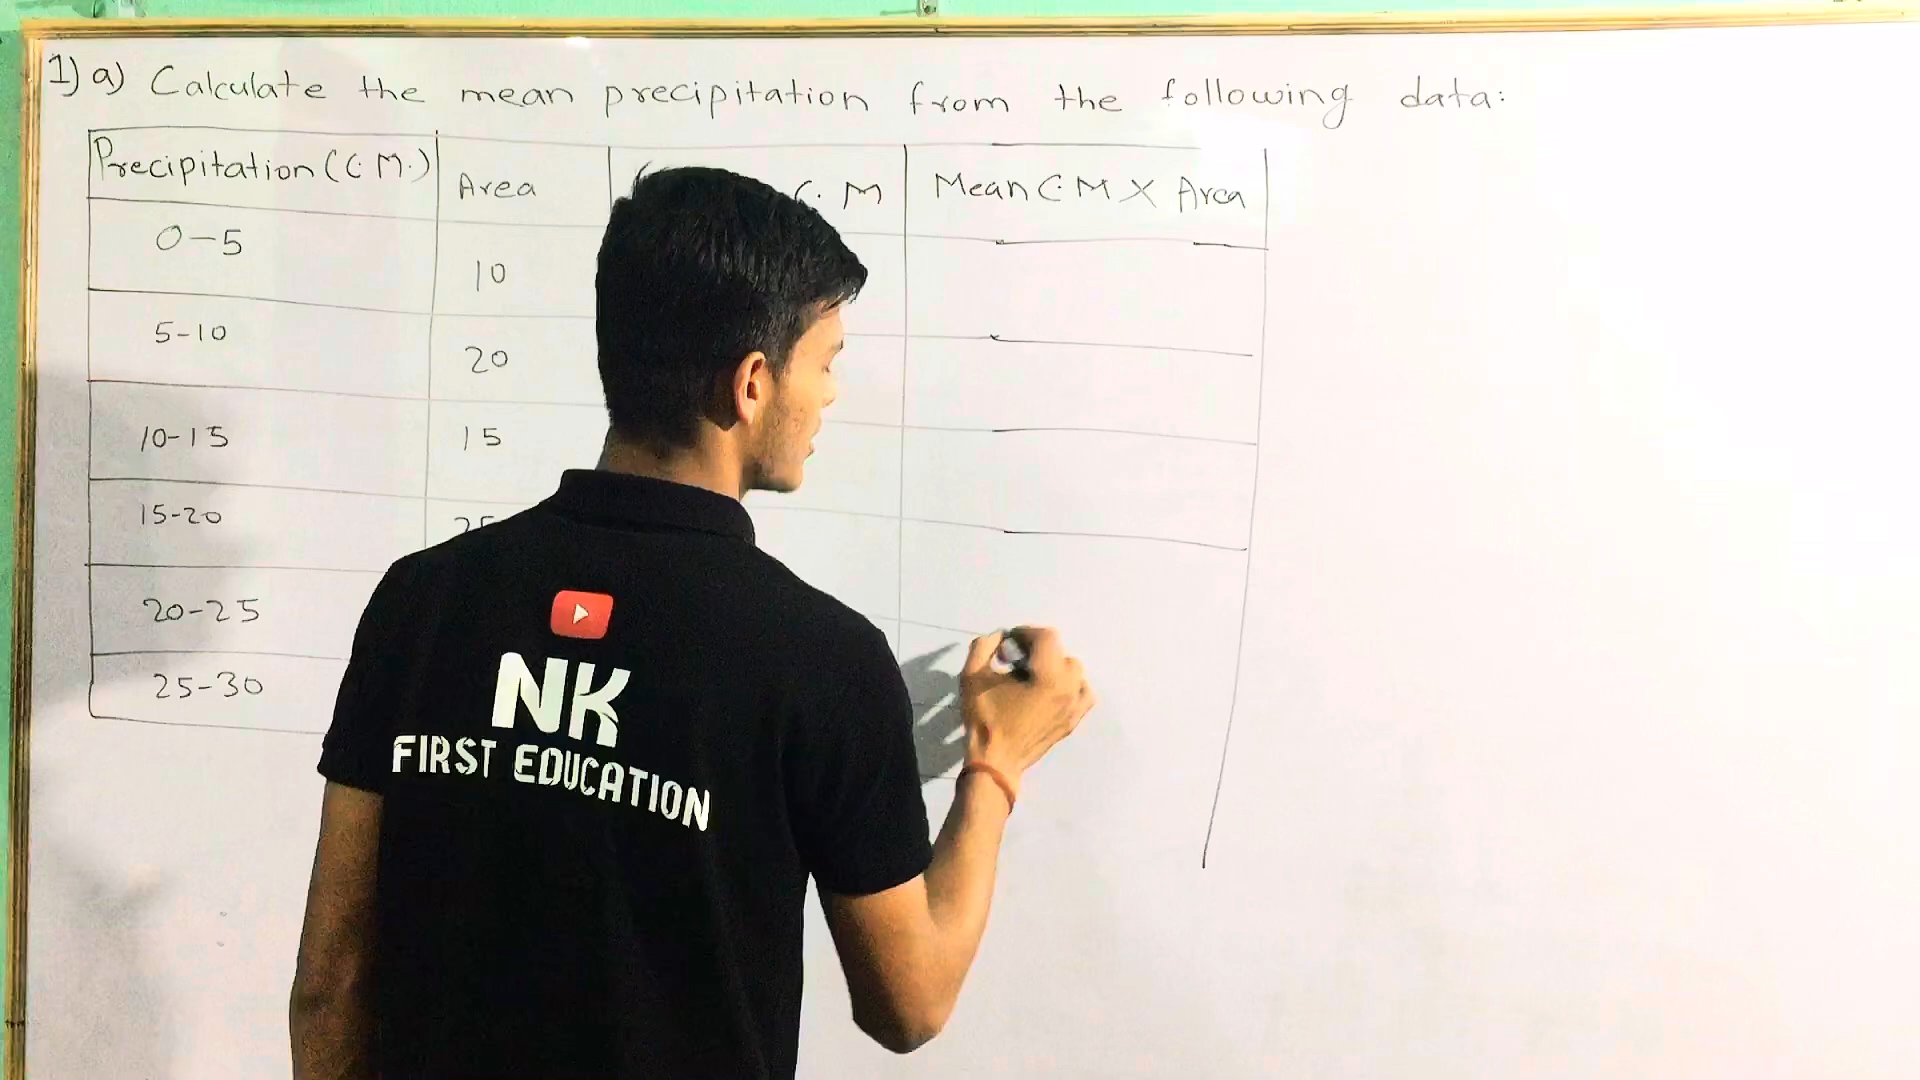 1) a) Calculate the mean precipitation from the following data:
Precipitation (C.M.) Area C.M Mean C.M X Area
0-5 10
5-10 20
10-15 15
15-20
20-25
25-30
NK
FIRST EDUCATION